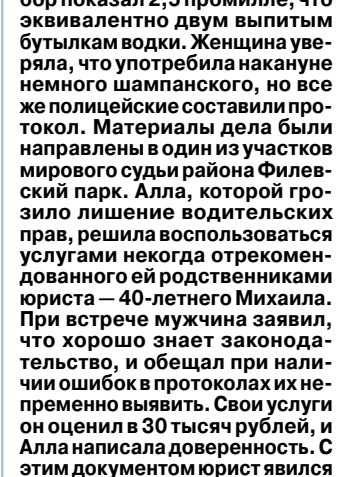 бор показал 2,5 промилле, что
эквивалентно двум выпитым
бутылкам водки. Женщина уве-
ряла, что употребила накануне
немного шампанского, но все
же полицейские составили про-
токол. Материалы дела были
направлены в один из участков
мирового судьи района Филев-
ский парк. Алла, которой гро-
зило лишение водительских
прав, решила воспользоваться
услугами некогда отрекомен-
дованного ей родственниками
юриста — 40-летнего Михаила.
При встрече мужчина заявил,
что хорошо знает законода-
тельство, и обещал при нали-
чии ошибок в протоколах их не-
пременно выявить. Свои услуги
он оценил в 30 тысяч рублей, и
Алла написала доверенность. С
этим документом юрист явился